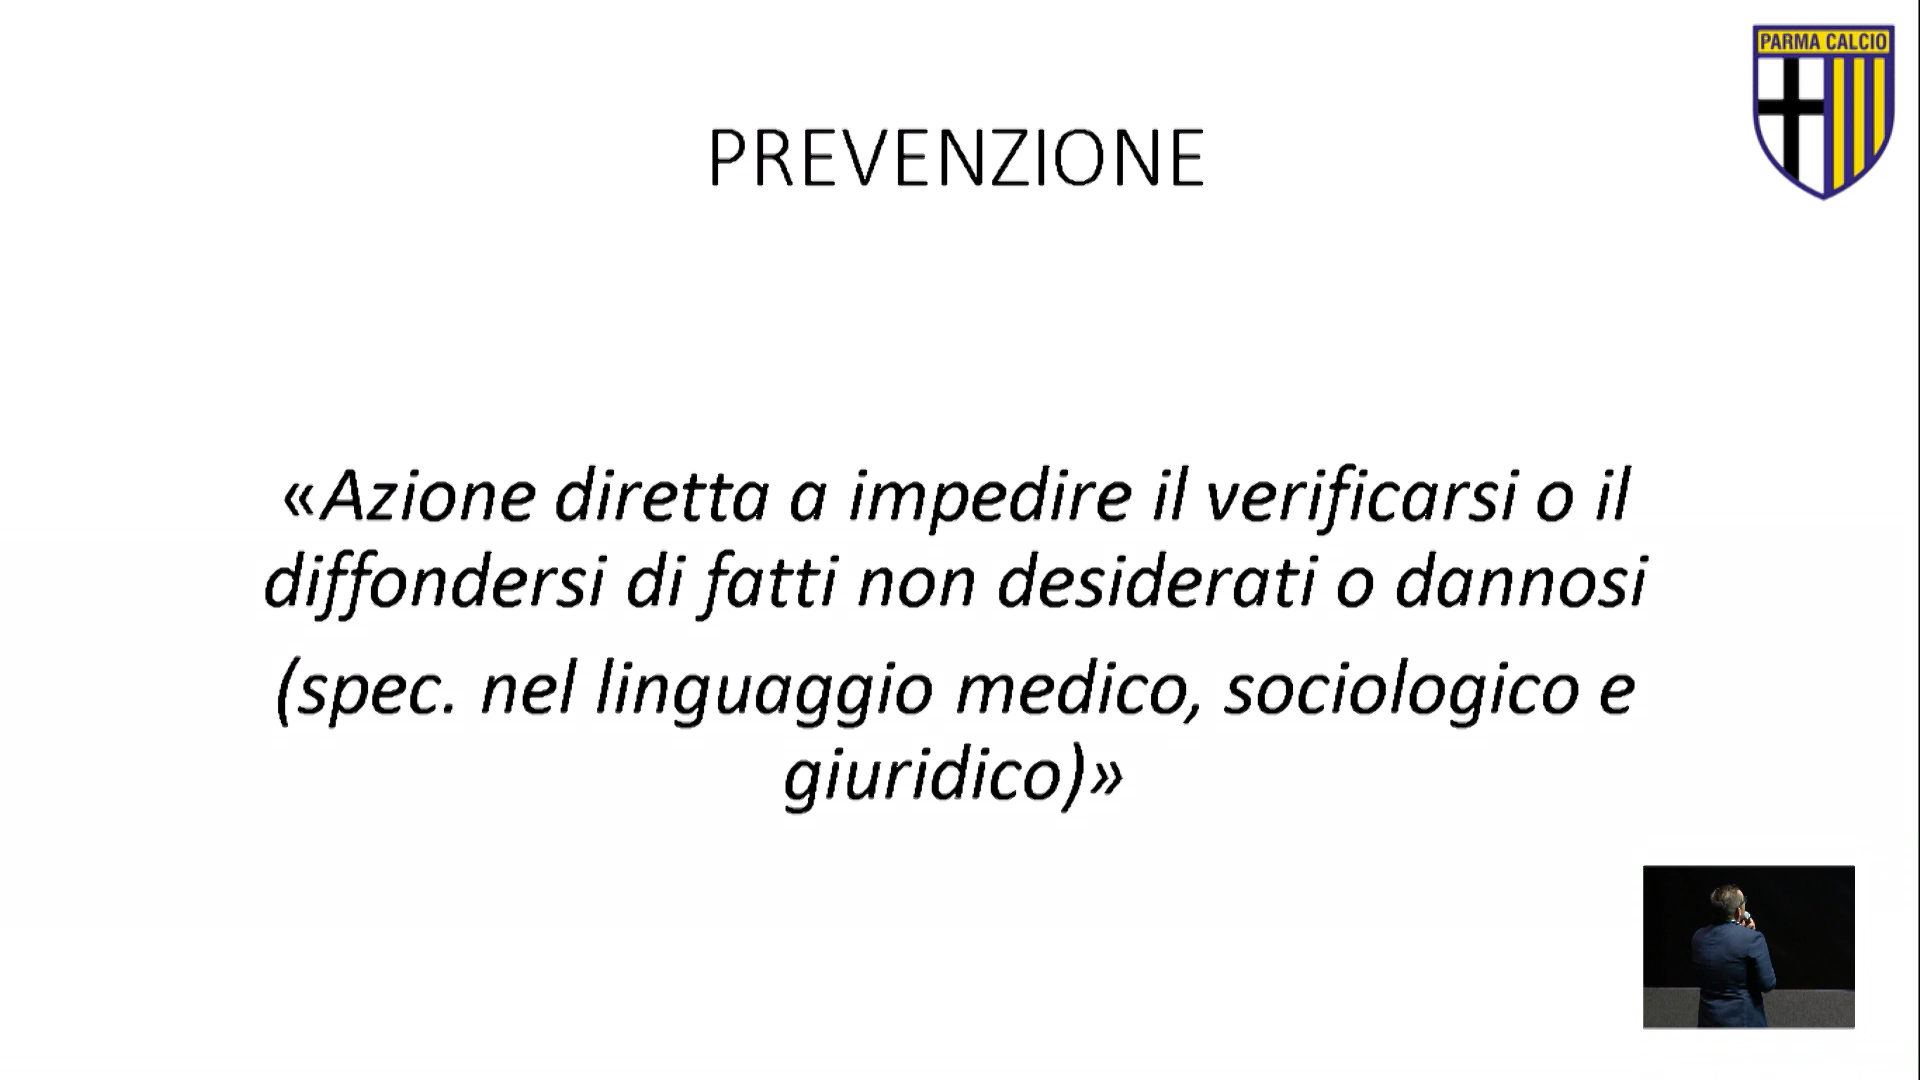 PARMA CALCIO
PREVENZIONE
«Azione diretta a impedire il verificarsi o il
diffondersi di fatti non desiderati o dannosi
(spec. nel linguaggio medico, sociologico e
giuridico)»